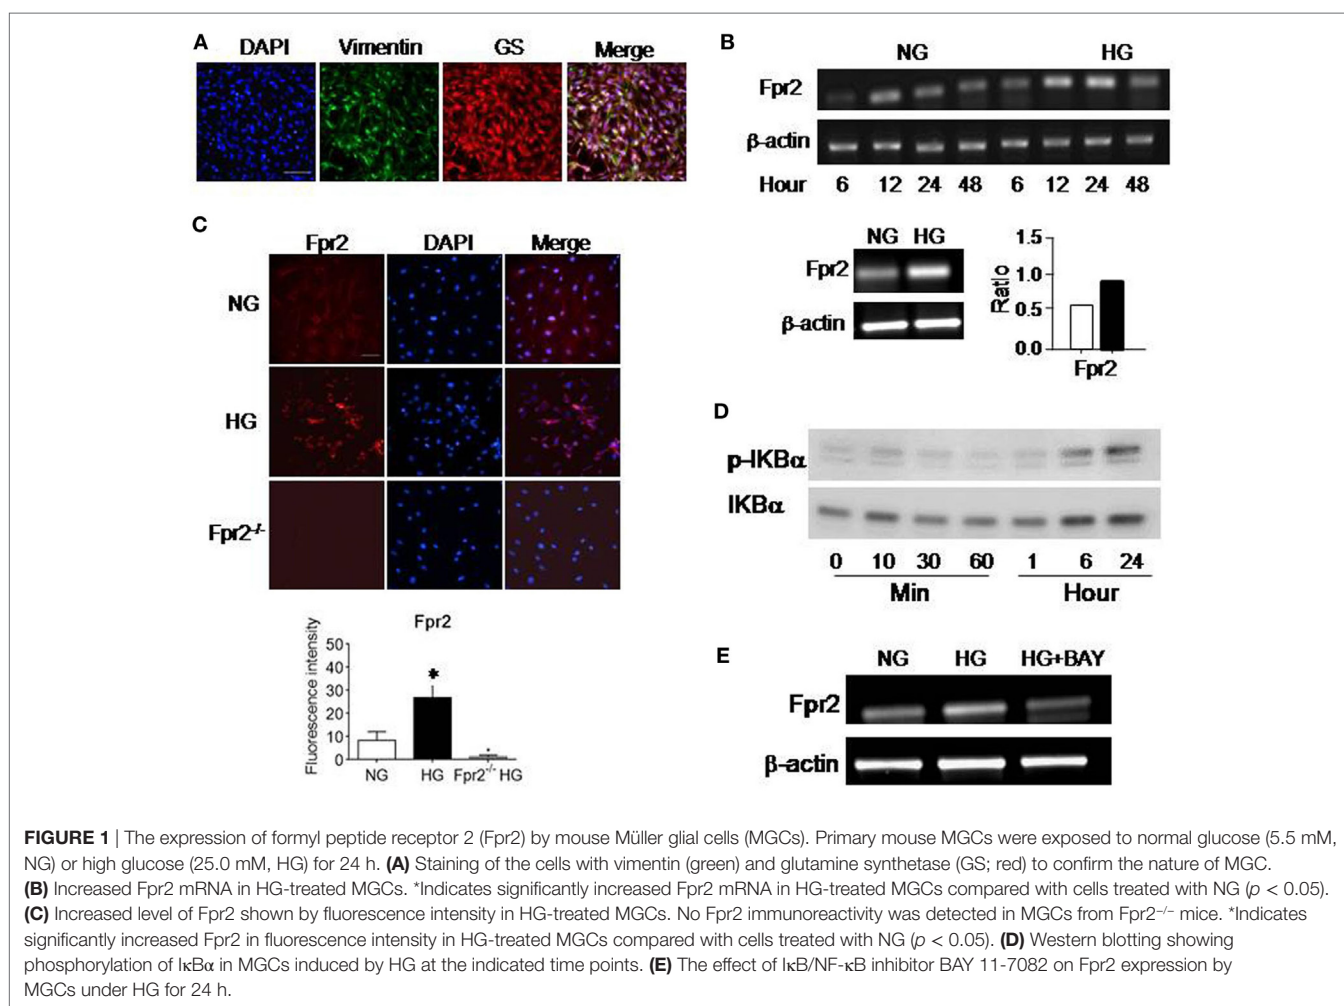 A
DAPI Vimentin GS Merge
B
NG HG
Fpr2
β-actin
Hour 6 12 24 48 6 12 24 48
NG HG
Fpr2
β-actin
1.5
1.0
0.5
0.0
Ratio
Fpr2
C
Fpr2 DAPI Merge
NG
HG
Fpr2-/-
Fpr2
Fluorescence intensity
50
40
30
20
10
0
*
*
NG HG Fpr2-/- HG
D
p-IKBα
IKBα
0 10 30 60 1 6 24
Min Hour
E
NG HG HG+BAY
Fpr2
β-actin
FIGURE 1 | The expression of formyl peptide receptor 2 (Fpr2) by mouse Müller glial cells (MGCs). Primary mouse MGCs were exposed to normal glucose (5.5 mM,
NG) or high glucose (25.0 mM, HG) for 24 h. (A) Staining of the cells with vimentin (green) and glutamine synthetase (GS; red) to confirm the nature of MGC.
(B) Increased Fpr2 mRNA in HG-treated MGCs. *Indicates significantly increased Fpr2 mRNA in HG-treated MGCs compared with cells treated with NG (p < 0.05).
(C) Increased level of Fpr2 shown by fluorescence intensity in HG-treated MGCs. No Fpr2 immunoreactivity was detected in MGCs from Fpr2−/− mice. *Indicates
significantly increased Fpr2 in fluorescence intensity in HG-treated MGCs compared with cells treated with NG (p < 0.05). (D) Western blotting showing
phosphorylation of IκBα in MGCs induced by HG at the indicated time points. (E) The effect of IκB/NF-κB inhibitor BAY 11-7082 on Fpr2 expression by
MGCs under HG for 24 h.